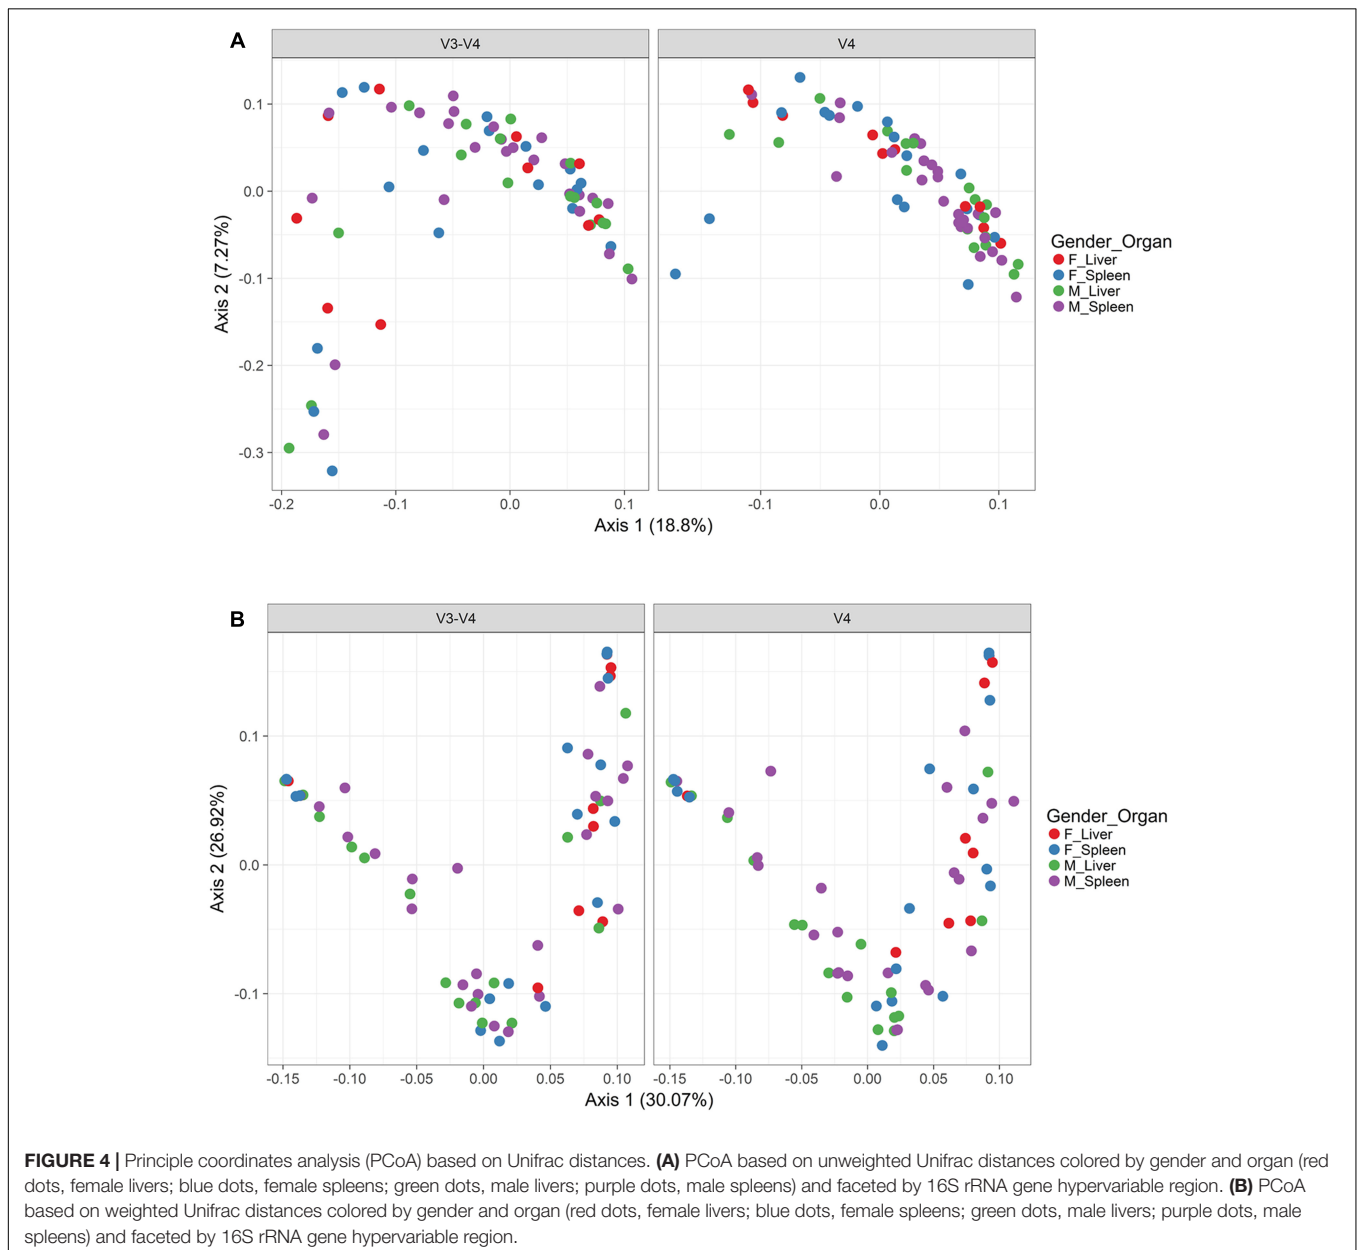 A
V3-V4
V4
0.1
0.0
-0.1
-0.2
-0.3
Axis 2 (7.27%)
-0.2 -0.1 0.0 0.1
-0.1 0.0 0.1
Axis 1 (18.8%)
Gender_Organ
F_Liver
F_Spleen
M_Liver
M_Spleen
B
V3-V4
V4
0.1
0.0
-0.1
Axis 2 (26.92%)
-0.15 -0.10 -0.05 0.00 0.05 0.10
-0.15 -0.10 -0.05 0.00 0.05 0.10
Axis 1 (30.07%)
Gender_Organ
F_Liver
F_Spleen
M_Liver
M_Spleen
FIGURE 4 | Principle coordinates analysis (PCoA) based on Unifrac distances. (A) PCoA based on unweighted Unifrac distances colored by gender and organ (red
dots, female livers; blue dots, female spleens; green dots, male livers; purple dots, male spleens) and faceted by 16S rRNA gene hypervariable region. (B) PCoA
based on weighted Unifrac distances colored by gender and organ (red dots, female livers; blue dots, female spleens; green dots, male livers; purple dots, male
spleens) and faceted by 16S rRNA gene hypervariable region.